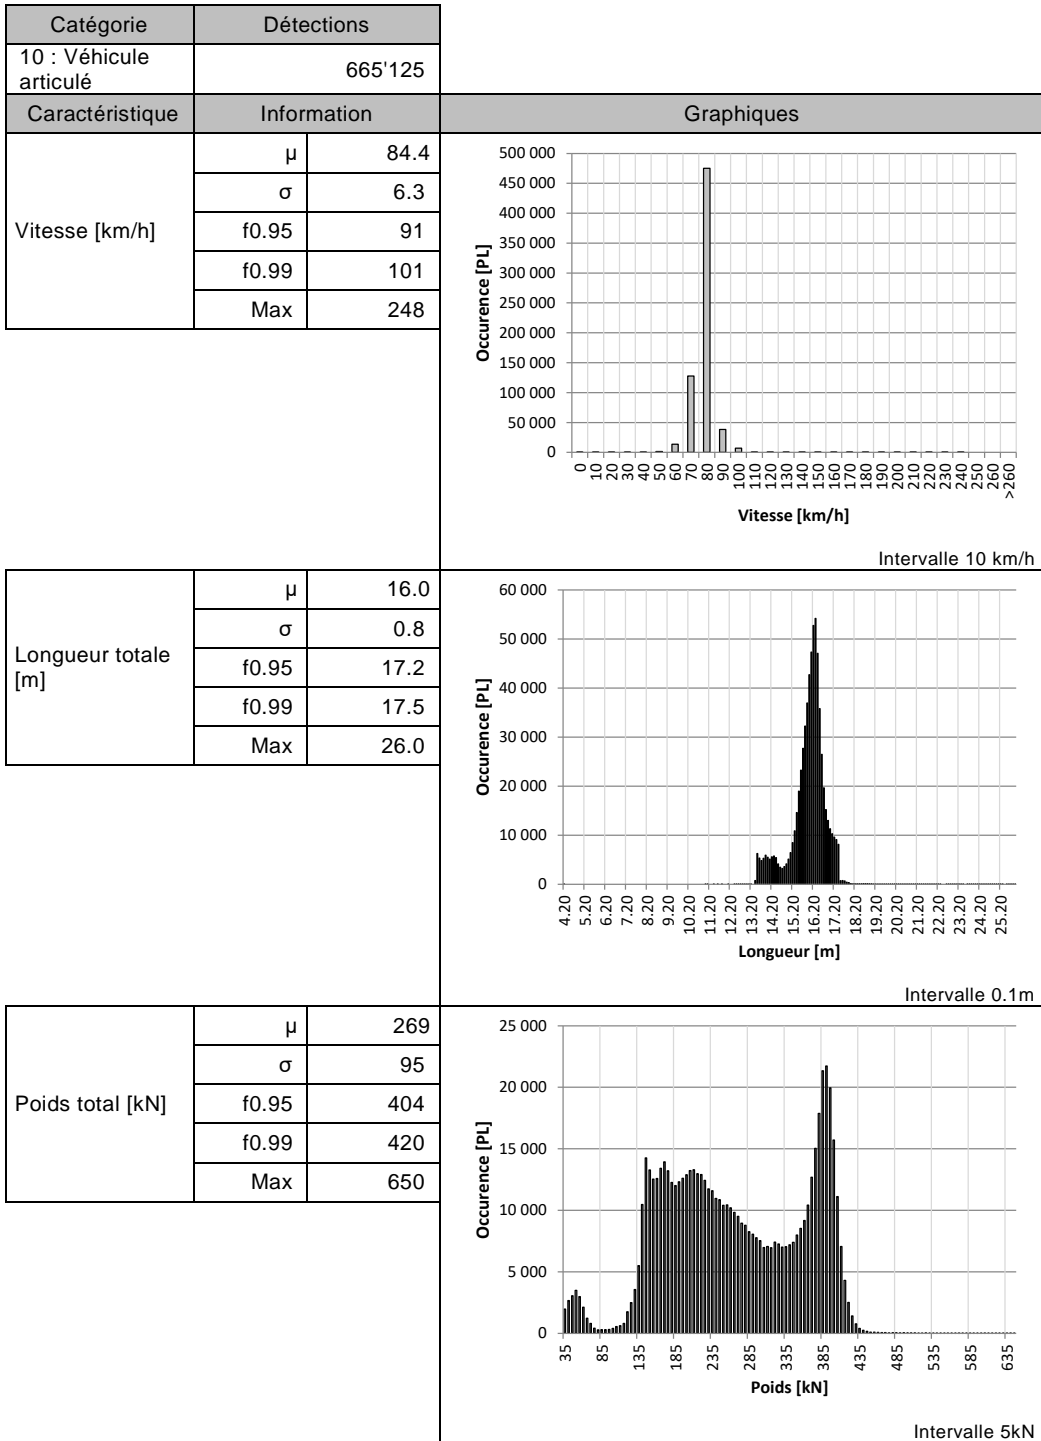 Catégorie Détections
10 : Véhicule
articulé
665'125
Caractéristique Information Graphiques
Vitesse [km/h]
µ 84.4
σ 6.3
f0.95 91
f0.99 101
Max 248
500 000
450 000
400 000
350 000
300 000
250 000
200 000
150 000
100 000
50 000
0
Occurence [PL]
0 10 20 30 40 50 60 70 80 90 100 110 120 130 140 150 160 170 180 190 200 210 220 230 240 250 260 >260
Vitesse [km/h]
Intervalle 10 km/h
Longueur totale
[m]
µ 16.0
σ 0.8
f0.95 17.2
f0.99 17.5
Max 26.0
60 000
50 000
40 000
30 000
20 000
10 000
0
Occurence [PL]
4.20 5.20 6.20 7.20 8.20 9.20 10.20 11.20 12.20 13.20 14.20 15.20 16.20 17.20 18.20 19.20 20.20 21.20 22.20 23.20 24.20 25.20
Longueur [m]
Intervalle 0.1m
Poids total [kN]
µ 269
σ 95
f0.95 404
f0.99 420
Max 650
25 000
20 000
15 000
10 000
5 000
0
Occurence [PL]
35 85 135 185 235 285 335 385 435 485 535 585 635
Poids [kN]
Intervalle 5kN